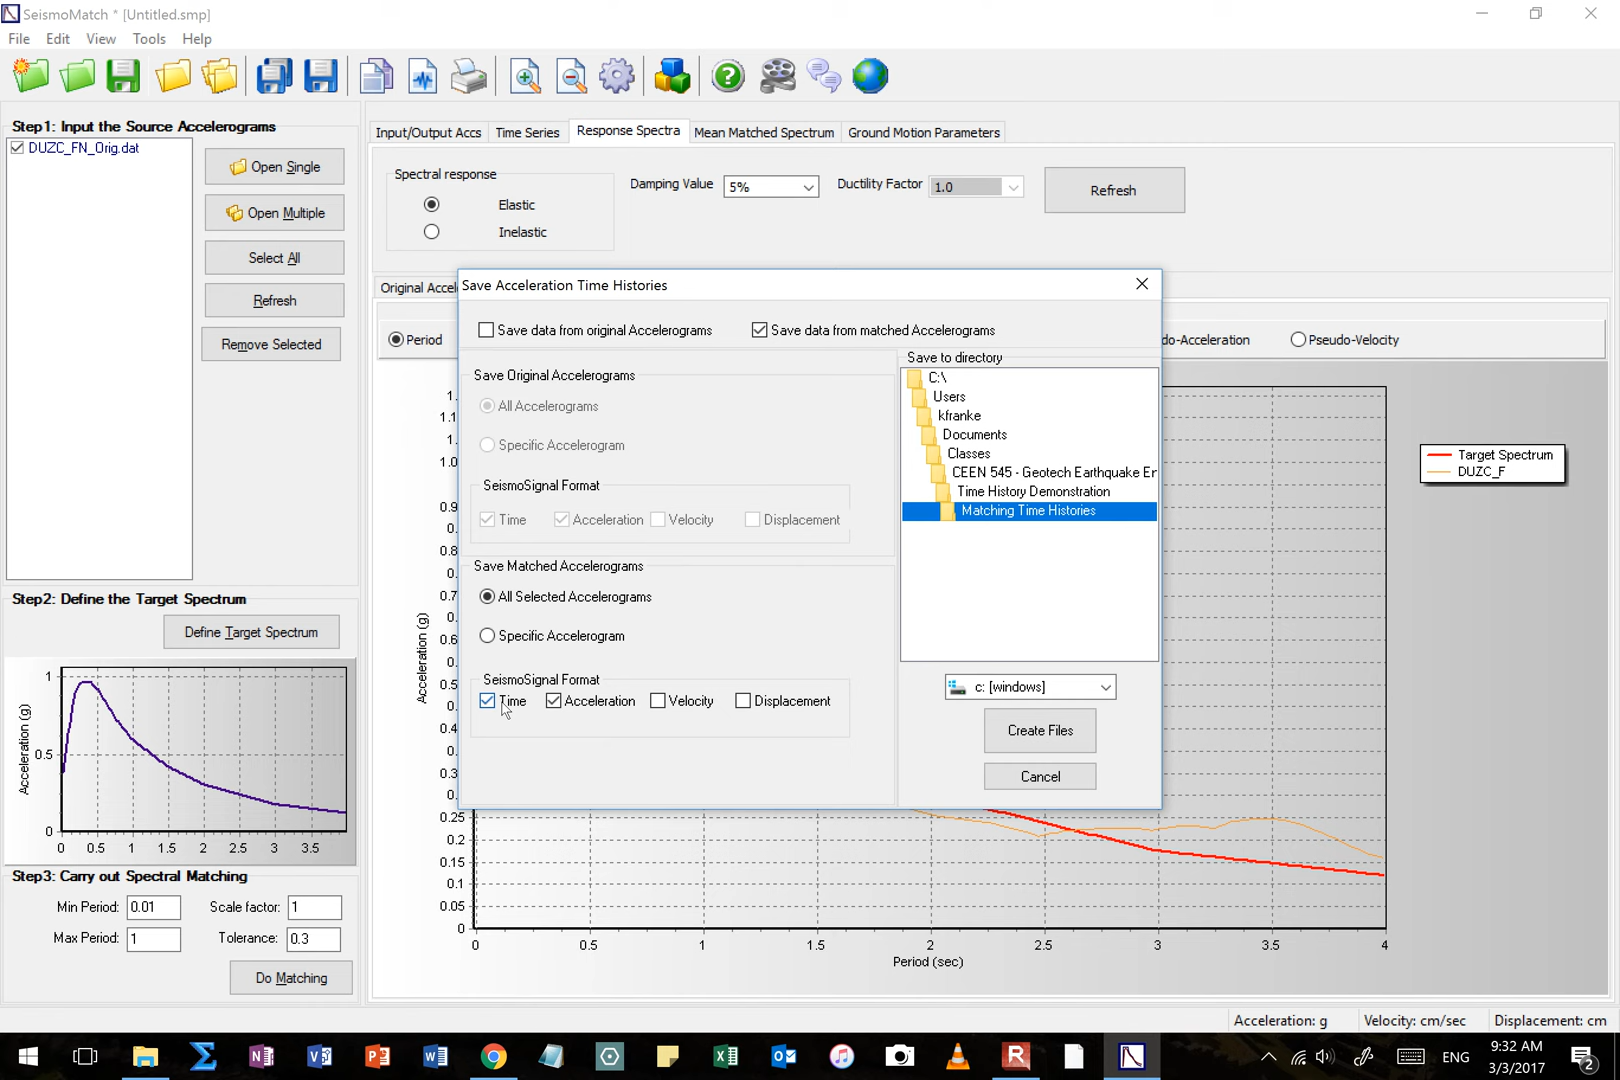 SeismoMatch * [Untitled.smp]
File Edit View Tools Help
Step1: Input the Source Accelerograms
DUZC_FN_Orig.dat
Open Single
Open Multiple
Select All
Refresh
Remove Selected
Step2: Define the Target Spectrum
Define Target Spectrum
Acceleration (g)
1
0.5
0
0 0.5 1 1.5 2 2.5 3 3.5
Step3: Carry out Spectral Matching
Min Period: 0.01 Scale factor: 1
Max Period: 1 Tolerance: 0.3
Do Matching
Input/Output Accs Time Series Response Spectra Mean Matched Spectrum Ground Motion Parameters
Spectral response
Elastic
Inelastic
Damping Value 5% Ductility Factor 1.0 Refresh
Original Accel
Period do-Acceleration Pseudo-Velocity
Save Acceleration Time Histories
Save data from original Accelerograms Save data from matched Accelerograms
Save Original Accelerograms
All Accelerograms
Specific Accelerogram
SeismoSignal Format
Time Acceleration Velocity Displacement
Save Matched Accelerograms
All Selected Accelerograms
Specific Accelerogram
SeismoSignal Format
Time Acceleration Velocity Displacement
Save to directory
C:\
Users
kfranke
Documents
Classes
CEEN 545 - Geotech Earthquake Er
Time History Demonstration
Matching Time Histories
c: [windows]
Create Files
Cancel
Target Spectrum
DUZC_F
Acceleration (g)
1.
1.1
1.
1.0
0.9
0.
0.8
0.
0.7
0.
0.6
0.
0.5
0.
0.4
0.
0.3
0.
0.25
0.2
0.15
0.1
0.05
0
0 0.5 1 1.5 2 2.5 3 3.5 4
Period (sec)
Acceleration: g Velocity: cm/sec Displacement: cm
ENG
9:32 AM
3/3/2017
2